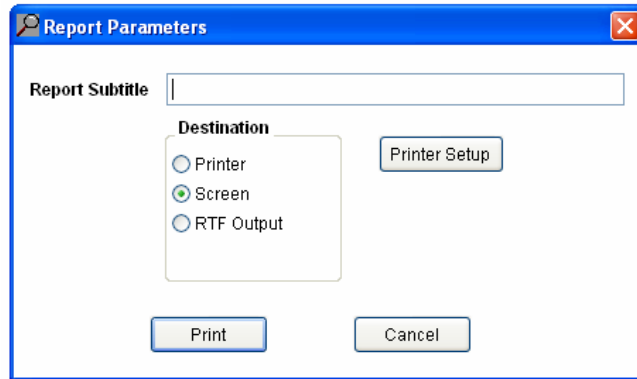 Report Parameters
Report Subtitle
Destination
Printer
Printer Setup
Screen
RTF Output
Print
Cancel